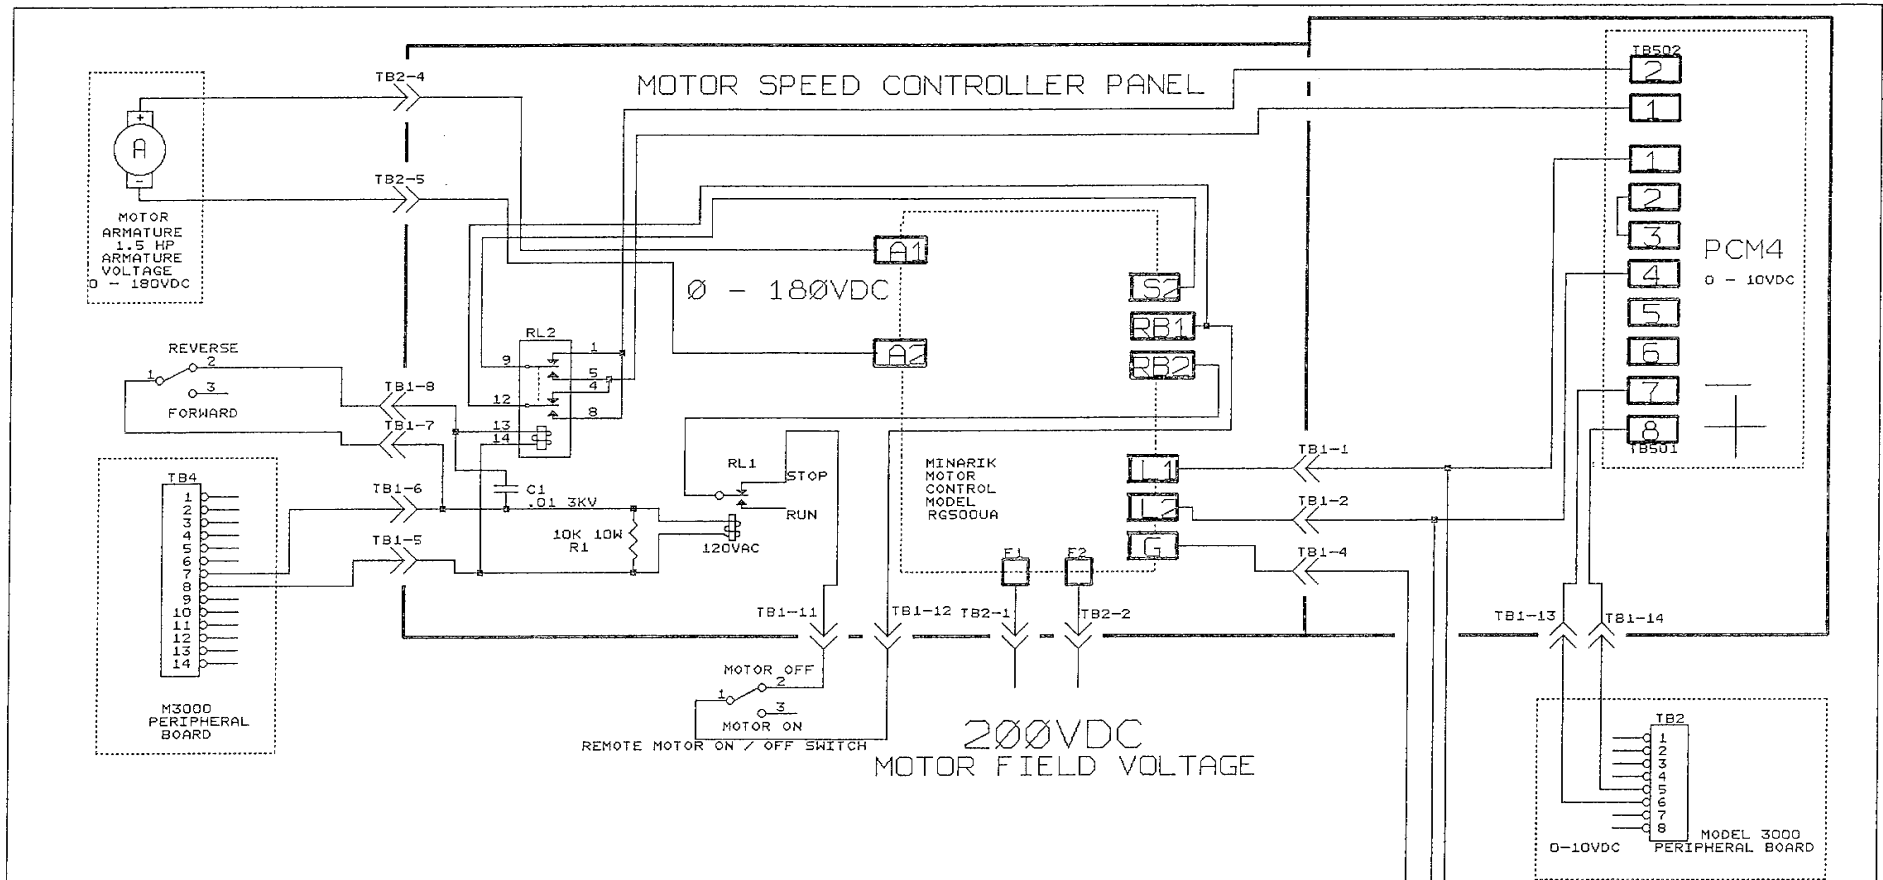 MOTOR SPEED CONTROLLER PANEL
TB2-4
+
A
-
TB2-5
MOTOR
ARMATURE
1.5 HP
ARMATURE
VOLTAGE
0 - 180VDC
TB502
2
1
1
2
3
4
5
6
7
8
TB501
PCM4
0 - 10VDC
A1
Ø - 18ØVDC
A2
S2
RB1
RB2
L1
L2
G
F1
F2
MINARIK
MOTOR
CONTROL
MODEL
RG500UA
RL2
9
12
13
14
1
5
4
8
REVERSE
2
1
3
FORWARD
TB1-8
TB1-7
TB1-6
TB1-5
C1
.01 3KV
10K 10W
R1
RL1
STOP
RUN
120VAC
TB4
1
2
3
4
5
6
7
8
9
10
11
12
13
14
M3000
PERIPHERAL
BOARD
TB1-1
TB1-2
TB1-4
TB1-11
TB1-12
TB2-1
TB2-2
TB1-13
TB1-14
MOTOR OFF
2
1
3
MOTOR ON
REMOTE MOTOR ON / OFF SWITCH
2ØØVDC
MOTOR FIELD VOLTAGE
TB2
1
2
3
4
5
6
7
8
0-10VDC
MODEL 3000
PERIPHERAL BOARD